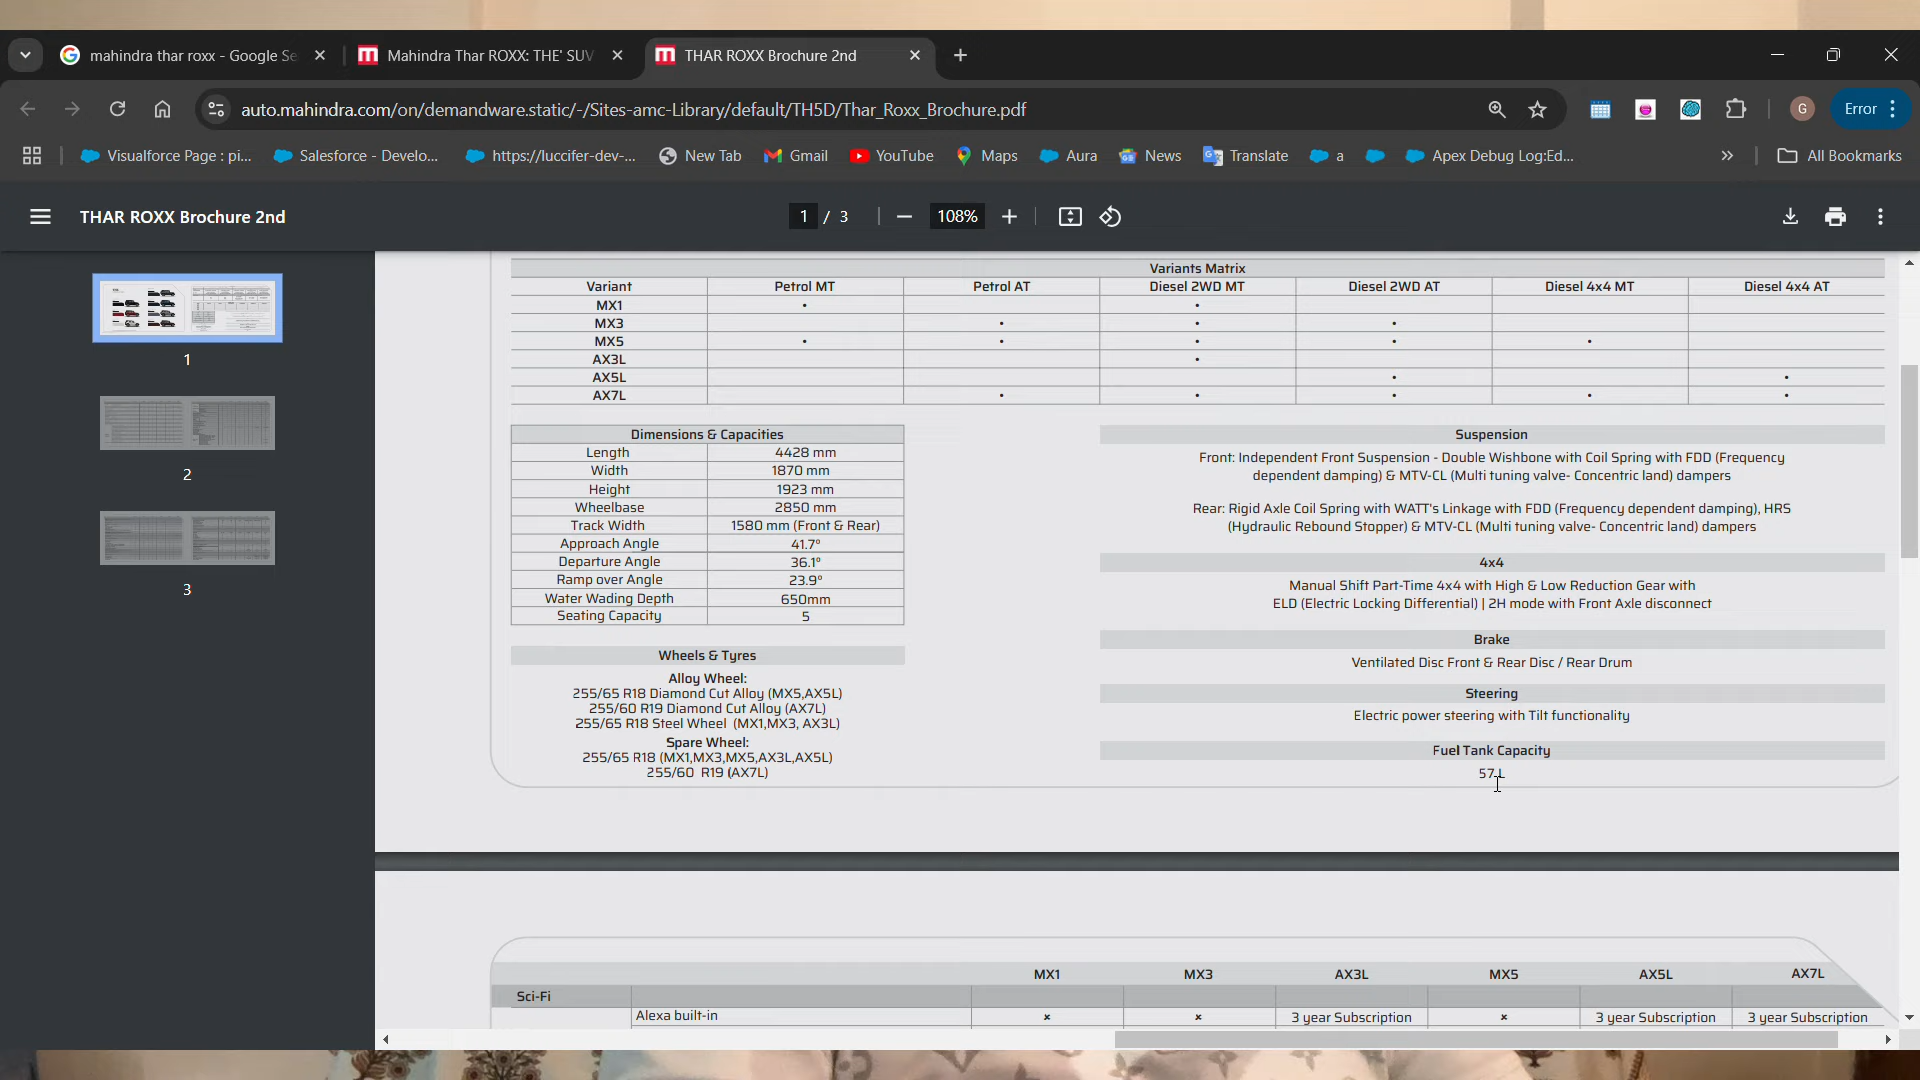 mahindra thar roxx - Google Se
Mahindra Thar ROXX: THE' SUV
THAR ROXX Brochure 2nd
auto.mahindra.com/on/demandware.static/-/Sites-amc-Library/default/TH5D/Thar_Roxx_Brochure.pdf
G
Error
Visualforce Page : pi...
Salesforce - Develo...
https://luccifer-dev-...
New Tab
Gmail
YouTube
Maps
Aura
News
Translate
a
Apex Debug Log:Ed...
All Bookmarks
THAR ROXX Brochure 2nd
1 / 3
108%
1
2
3
Variants Matrix
Variant Petrol MT Petrol AT Diesel 2WD MT Diesel 2WD AT Diesel 4x4 MT Diesel 4x4 AT
MX1 • •
MX3 • • •
MX5 • • • • •
AX3L •
AX5L • •
AX7L • • • • •
Dimensions & Capacities
Length 4428 mm
Width 1870 mm
Height 1923 mm
Wheelbase 2850 mm
Track Width 1580 mm (Front & Rear)
Approach Angle 41.7°
Departure Angle 36.1°
Ramp over Angle 23.9°
Water Wading Depth 650mm
Seating Capacity 5
Wheels & Tyres
Alloy Wheel:
255/65 R18 Diamond Cut Alloy (MX5,AX5L)
255/60 R19 Diamond Cut Alloy (AX7L)
255/65 R18 Steel Wheel (MX1,MX3, AX3L)
Spare Wheel:
255/65 R18 (MX1,MX3,MX5,AX3L,AX5L)
255/60 R19 (AX7L)
Suspension
Front: Independent Front Suspension - Double Wishbone with Coil Spring with FDD (Frequency
dependent damping) & MTV-CL (Multi tuning valve- Concentric land) dampers
Rear: Rigid Axle Coil Spring with WATT's Linkage with FDD (Frequency dependent damping), HRS
(Hydraulic Rebound Stopper) & MTV-CL (Multi tuning valve- Concentric land) dampers
4x4
Manual Shift Part-Time 4x4 with High & Low Reduction Gear with
ELD (Electric Locking Differential) | 2H mode with Front Axle disconnect
Brake
Ventilated Disc Front & Rear Disc / Rear Drum
Steering
Electric power steering with Tilt functionality
Fuel Tank Capacity
57 L
MX1 MX3 AX3L MX5 AX5L AX7L
Sci-Fi
Alexa built-in × × 3 year Subscription × 3 year Subscription 3 year Subscription